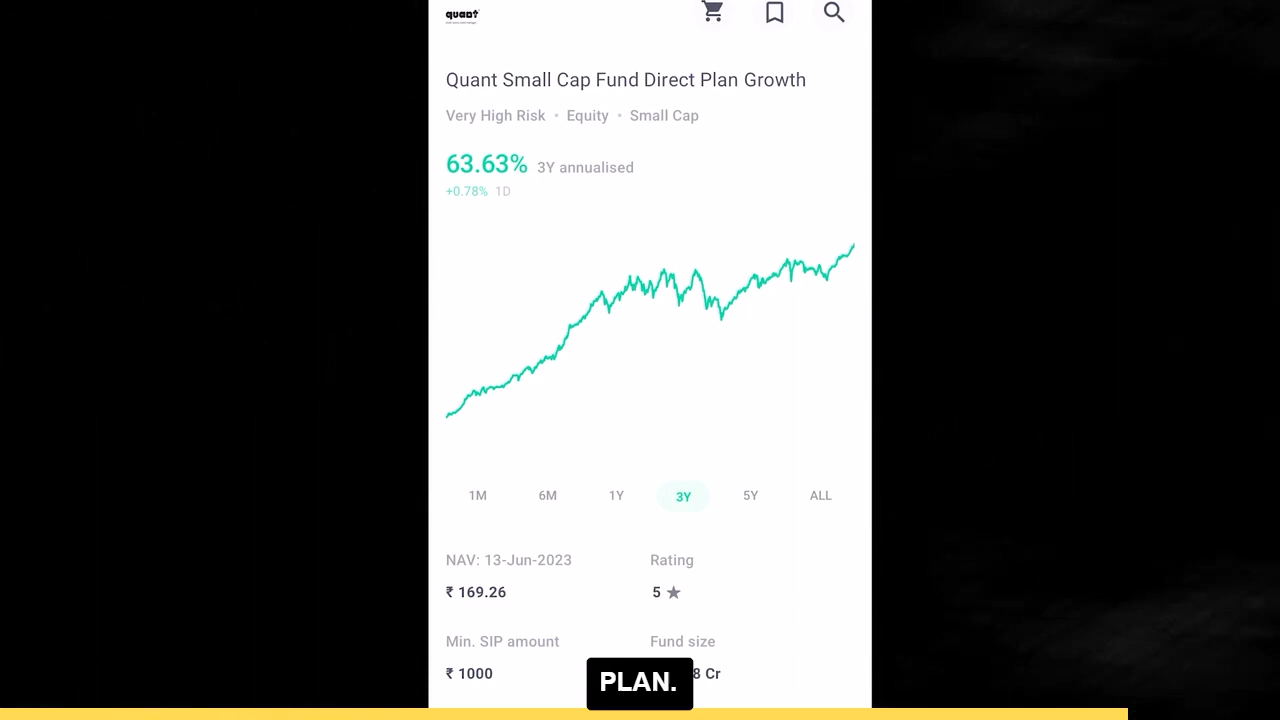 quant
Quant Small Cap Fund Direct Plan Growth
Very High Risk • Equity • Small Cap
63.63% 3Y annualised
+0.78% 1D
1M 6M 1Y 3Y 5Y ALL
NAV: 13-Jun-2023 Rating
₹ 169.26 5 ★
Min. SIP amount Fund size
₹ 1000 8 Cr
PLAN.